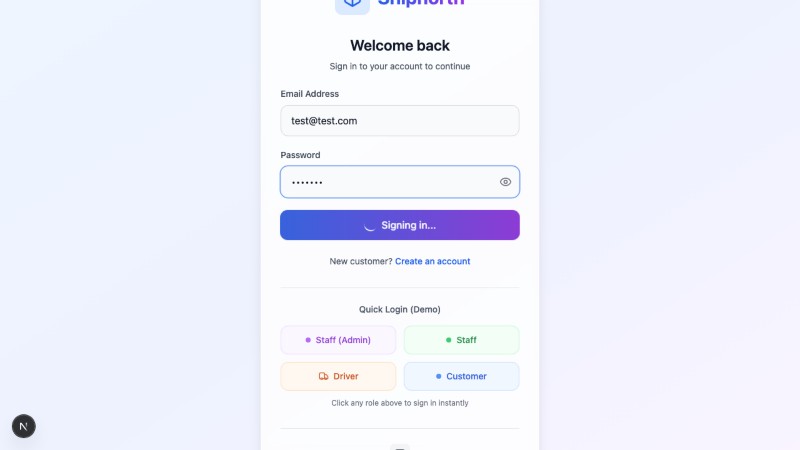 Shipnorth
Welcome back
Sign in to your account to continue
Email Address
test@test.com
Password
•••••••
Signing in...
New customer? Create an account
Quick Login (Demo)
Staff (Admin)
Staff
Driver
Customer
Click any role above to sign in instantly
N